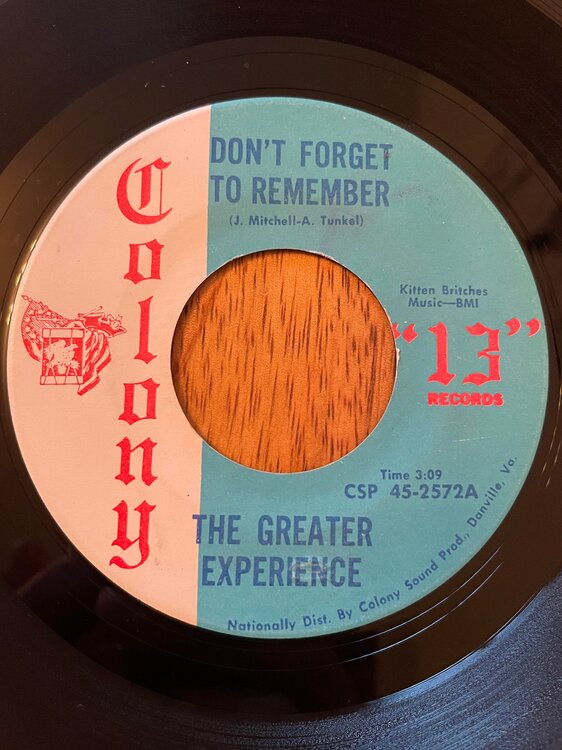 Colony
DON'T FORGET
TO REMEMBER
(J. Mitchell-A. Tunkel)
Kitten Britches
Music—BMI
"13"
RECORDS
Time 3:09
CSP 45-2572A
THE GREATER
EXPERIENCE
Nationally Dist. By Colony Sound Prod., Danville, Va.